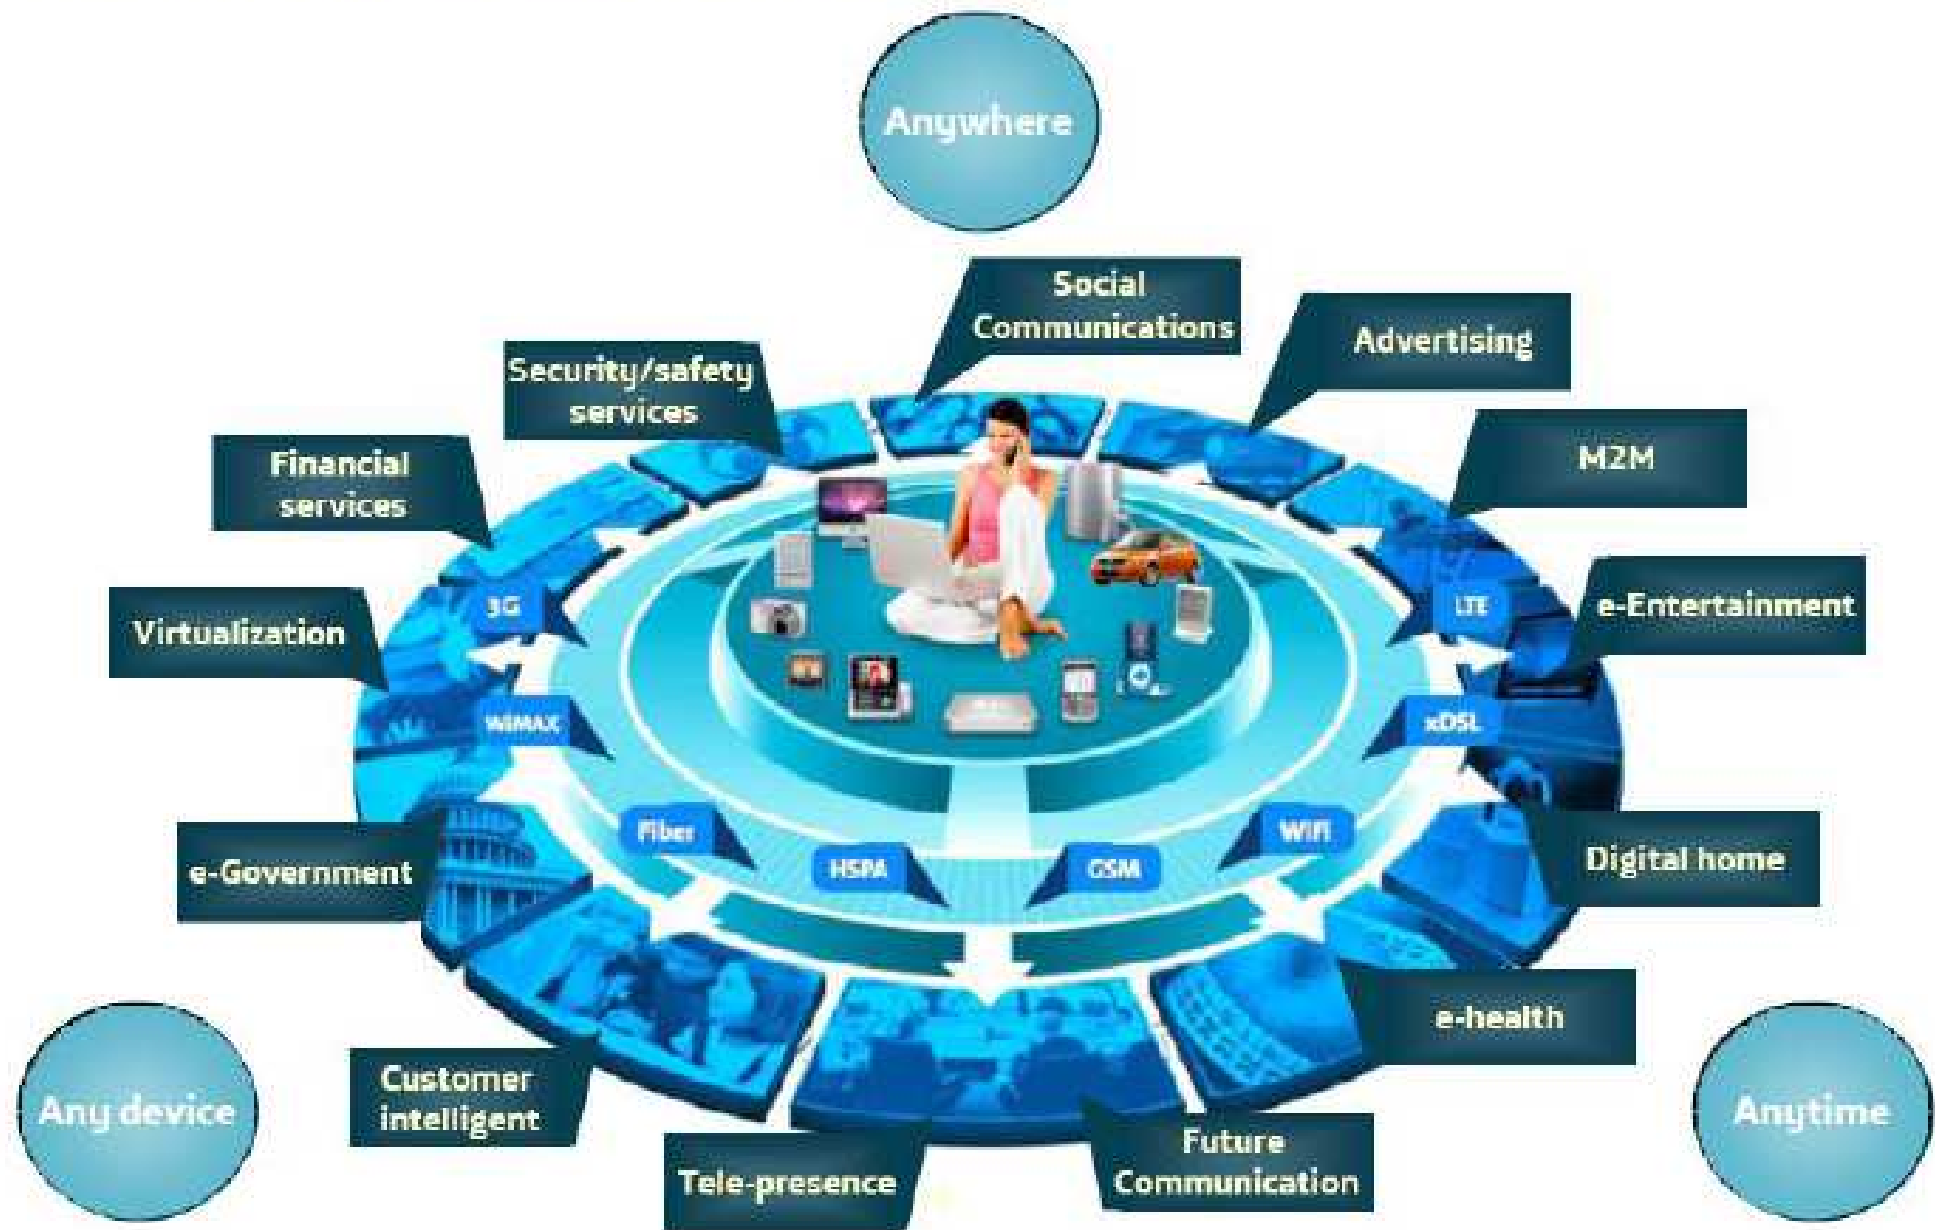 Anywhere
Social
Communications
Advertising
Security/safety
services
M2M
Financial
services
3G
LTE
e-Entertainment
Virtualization
WiMAX
xDSL
Fiber
WiFi
HSPA
GSM
e-Government
Digital home
e-health
Customer
intelligent
Any device
Anytime
Tele-presence
Future
Communication